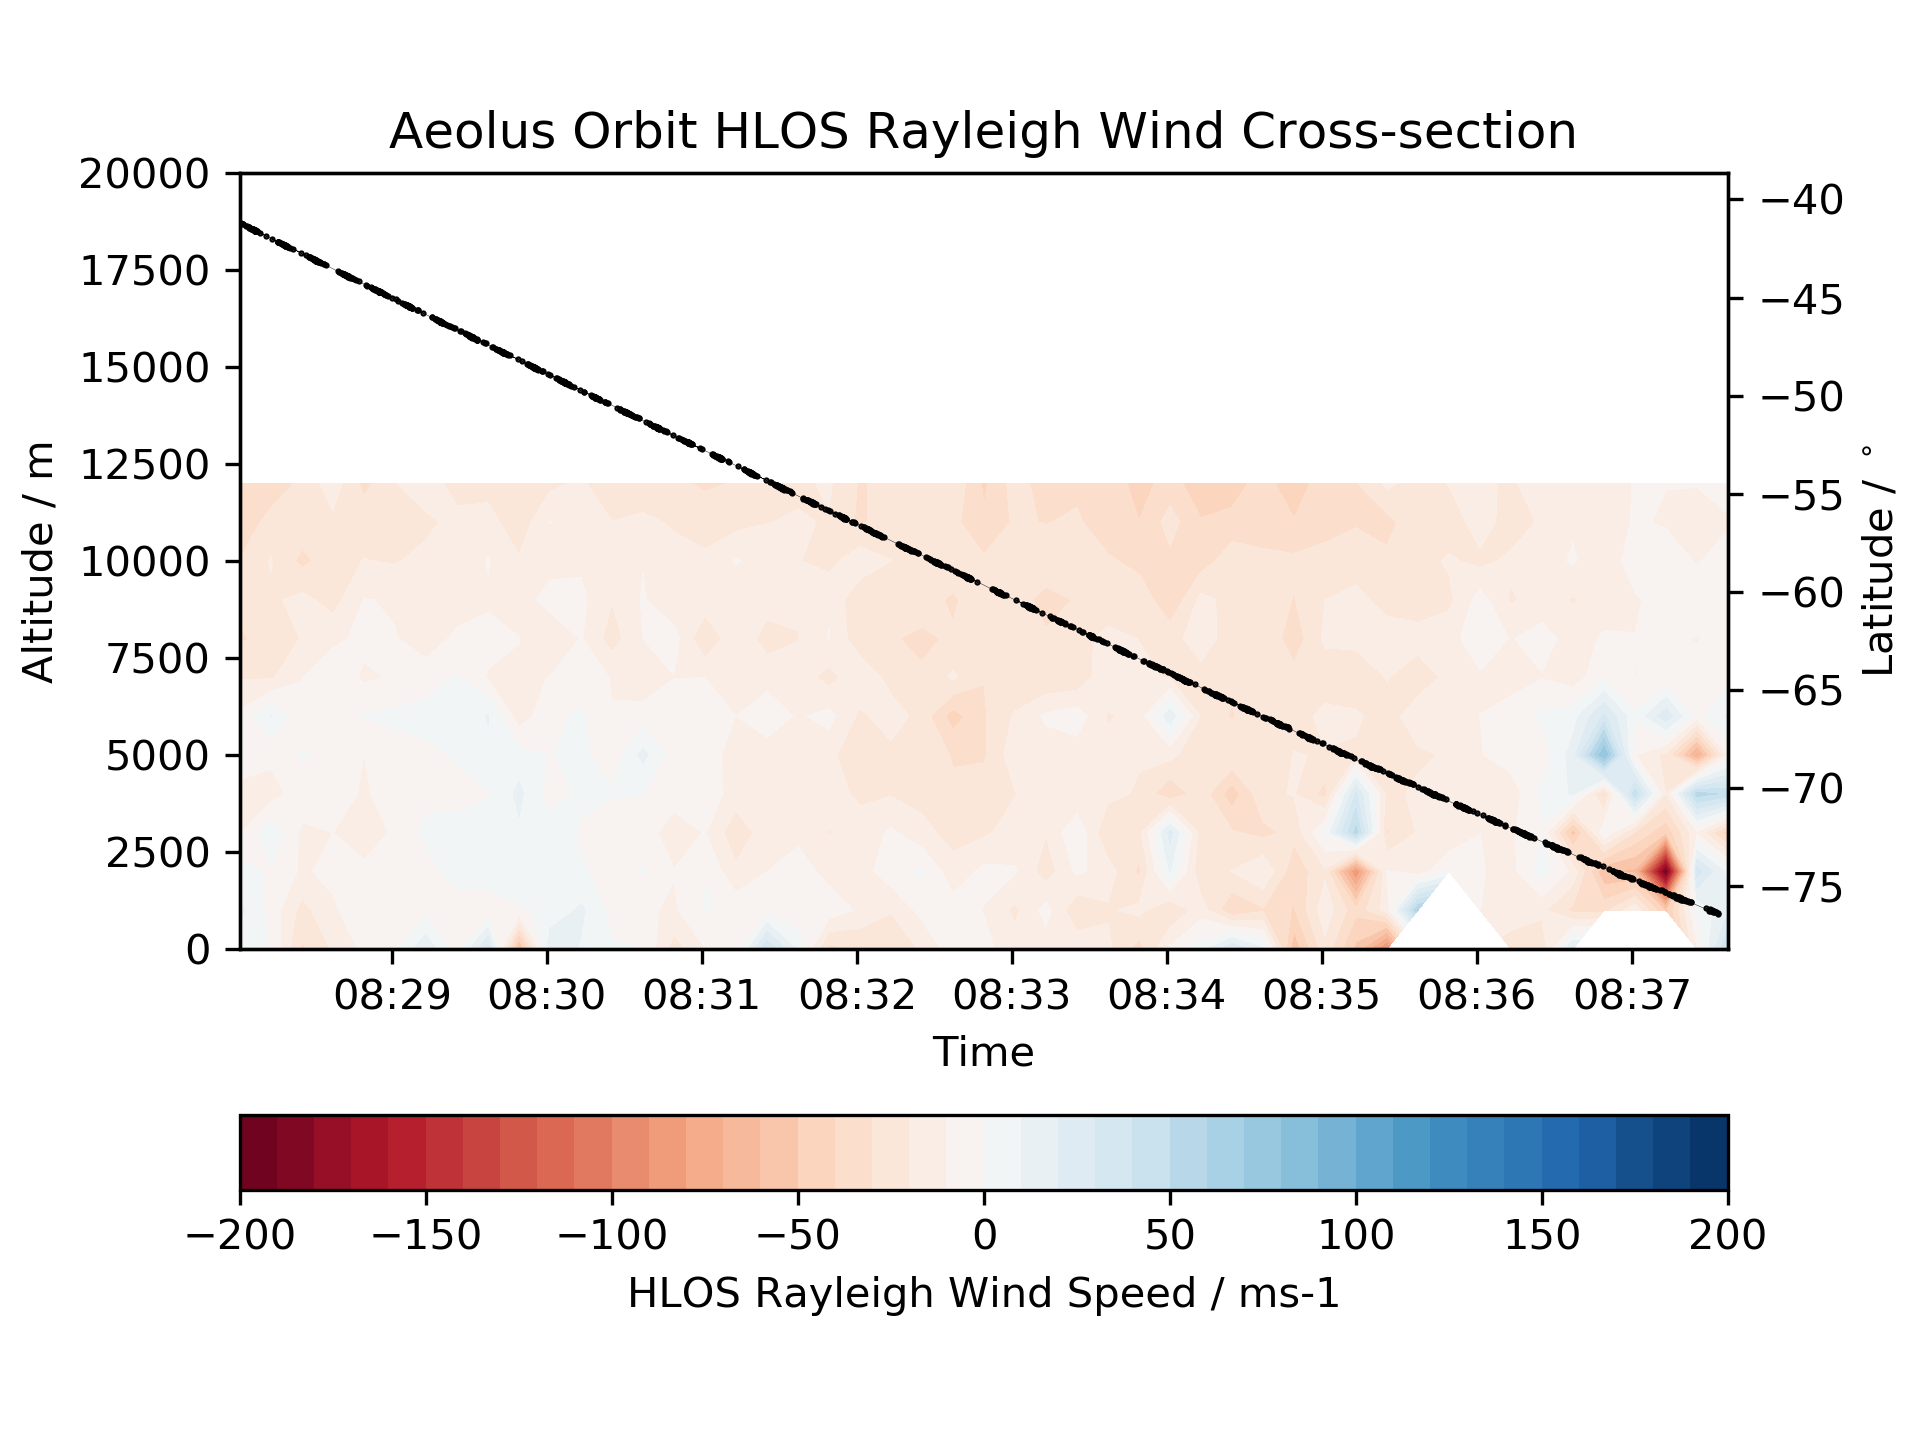 Aeolus Orbit HLOS Rayleigh Wind Cross-section
20000
17500
15000
12500
10000
7500
5000
2500
0
Altitude / m
−40
−45
−50
−55
−60
−65
−70
−75
Latitude / °
08:29 08:30 08:31 08:32 08:33 08:34 08:35 08:36 08:37
Time
−200 −150 −100 −50 0 50 100 150 200
HLOS Rayleigh Wind Speed / ms-1